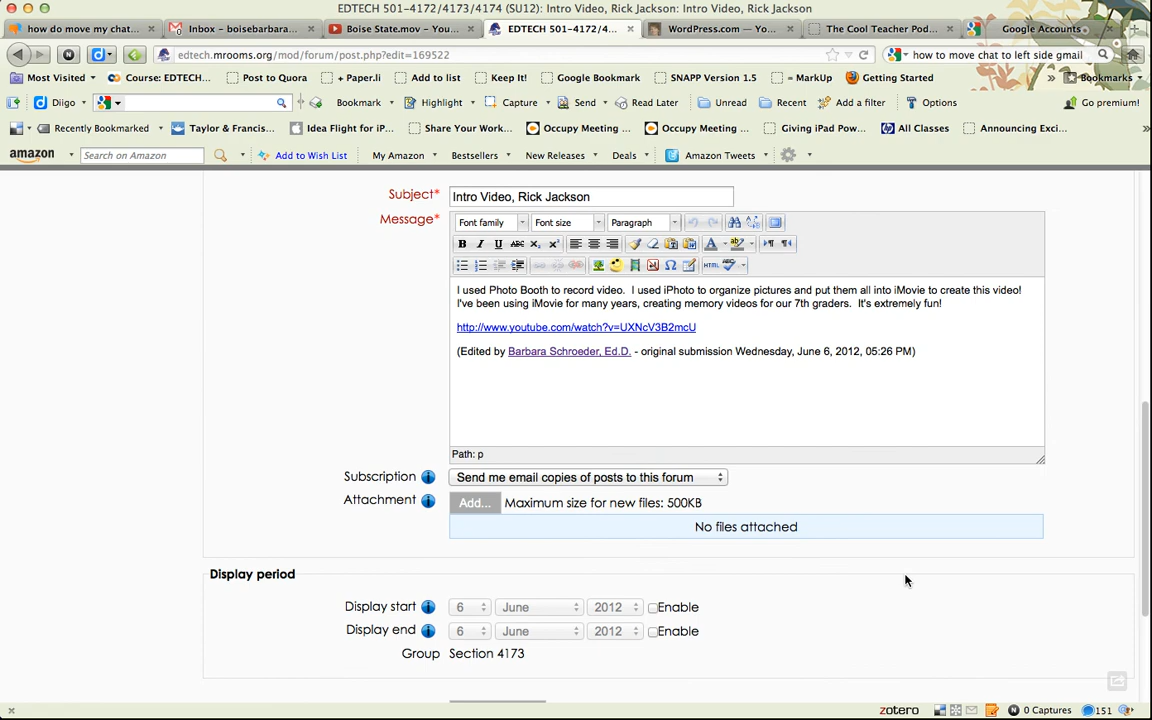 EDTECH 501-4172/4173/4174 (SU12): Intro Video, Rick Jackson: Intro Video, Rick Jackson
how do move my chat...
Inbox - boisebarbara...
Boise State.mov - You...
EDTECH 501-4172/4...
WordPress.com — Yo...
The Cool Teacher Pod...
Google Accounts
edtech.mrooms.org/mod/forum/post.php?edit=169522
how to move chat to left side gmail
Most Visited
Course: EDTECH...
Post to Quora
+ Paper.li
Add to list
Keep It!
Google Bookmark
SNAPP Version 1.5
= MarkUp
Getting Started
Bookmarks
Diigo
Bookmark
Highlight
Capture
Send
Read Later
Unread
Recent
Add a filter
Options
Go premium!
Recently Bookmarked
Taylor & Francis...
Idea Flight for iP...
Share Your Work...
Occupy Meeting ...
Occupy Meeting ...
Giving iPad Pow...
All Classes
Announcing Exci...
amazon
Search on Amazon
Add to Wish List
My Amazon
Bestsellers
New Releases
Deals
Amazon Tweets
Subject*
Intro Video, Rick Jackson
Message*
Font family
Font size
Paragraph
B I U ABC X₂ X²
HTML
I used Photo Booth to record video. I used iPhoto to organize pictures and put them all into iMovie to create this video!
I've been using iMovie for many years, creating memory videos for our 7th graders. It's extremely fun!
http://www.youtube.com/watch?v=UXNcV3B2mcU
(Edited by Barbara Schroeder, Ed.D. - original submission Wednesday, June 6, 2012, 05:26 PM)
Path: p
Subscription
Send me email copies of posts to this forum
Attachment
Add...
Maximum size for new files: 500KB
No files attached
Display period
Display start
6
June
2012
Enable
Display end
6
June
2012
Enable
Group
Section 4173
zotero
0 Captures
151